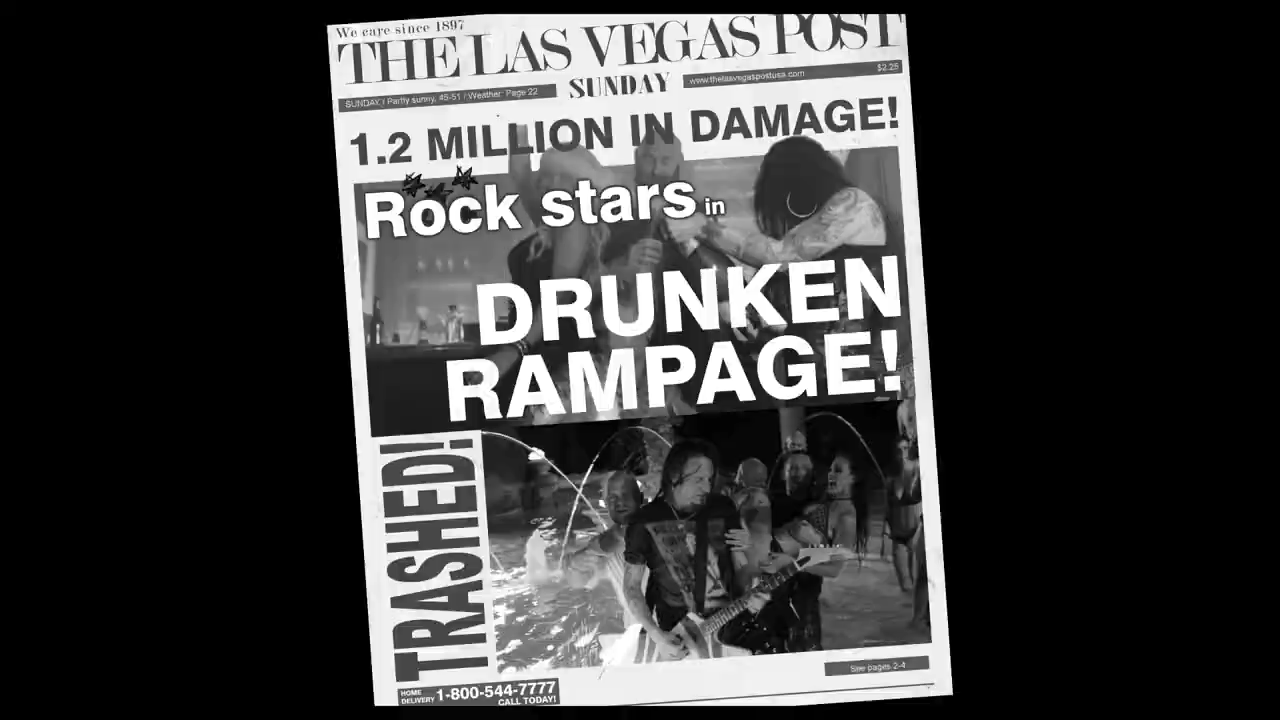 We care since 1897
THE LAS VEGAS POST
SUNDAY / Partly sunny, 45-51 / Weather: Page 22
SUNDAY
www.thelasvegaspostusa.com
$2.25
1.2 MILLION IN DAMAGE!
Rock stars in
DRUNKEN
RAMPAGE!
TRASHED!
See pages 2-4
HOME
DELIVERY
1-800-544-7777
CALL TODAY!